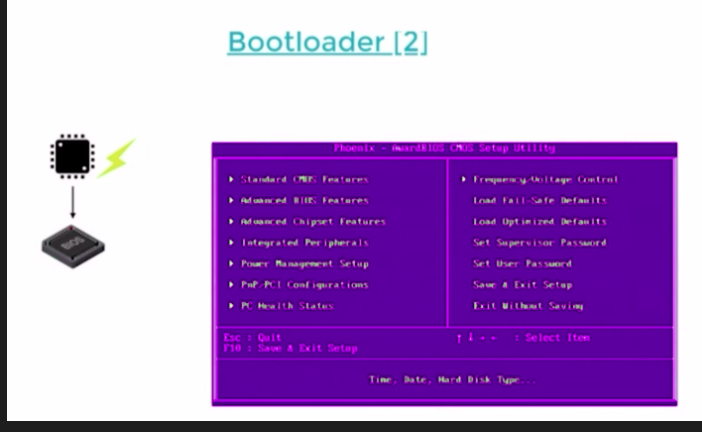 Bootloader [2]
BIOS
Phoenix - AwardBIOS CMOS Setup Utility
Standard CMOS Features
Advanced BIOS Features
Advanced Chipset Features
Integrated Peripherals
Power Management Setup
PnP/PCI Configurations
PC Health Status
Frequency/Voltage Control
Load Fail-Safe Defaults
Load Optimized Defaults
Set Supervisor Password
Set User Password
Save & Exit Setup
Exit Without Saving
Esc : Quit
F10 : Save & Exit Setup
↑ ↓ → ← : Select Item
Time, Date, Hard Disk Type...